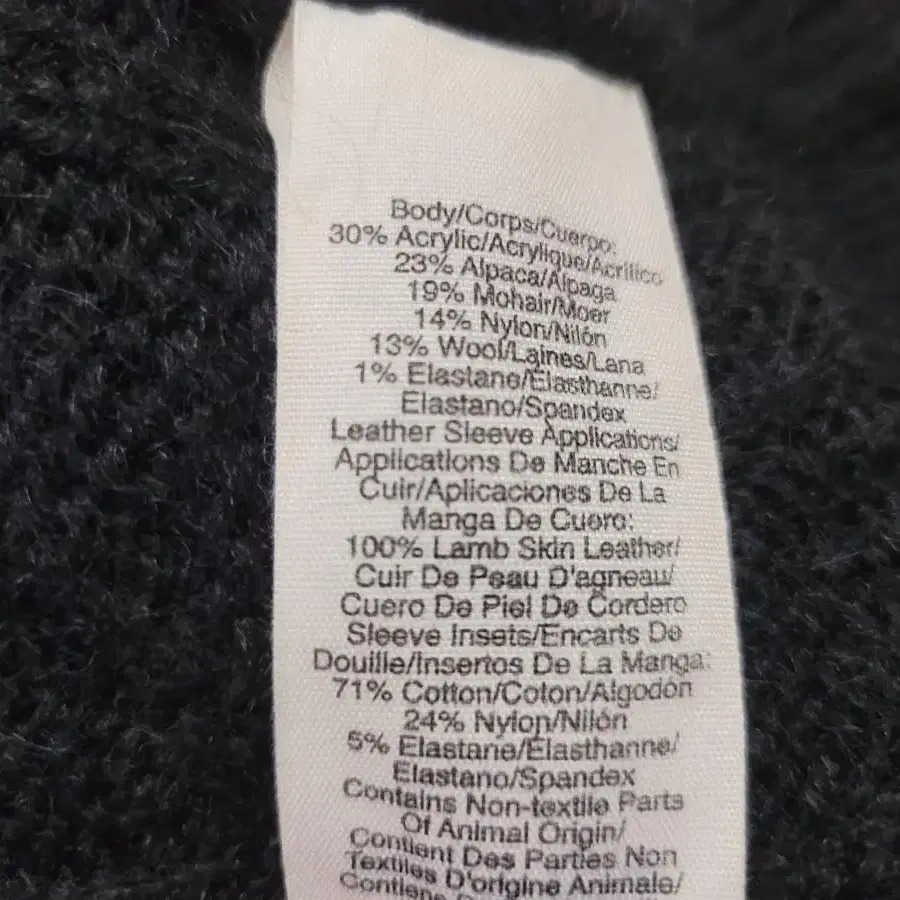 Body/Corps/Cuerpo:
30% Acrylic/Acrylique/Acrílico
23% Alpaca/Alpaga
19% Mohair/Moer
14% Nylon/Nilón
13% Wool/Laines/Lana
1% Elastane/Élasthanne/
Elastano/Spandex
Leather Sleeve Applications/
Applications De Manche En
Cuir/Aplicaciones De La
Manga De Cuero:
100% Lamb Skin Leather/
Cuir De Peau D'agneau/
Cuero De Piel De Cordero
Sleeve Insets/Encarts De
Douille/Insertos De La Manga:
71% Cotton/Coton/Algodón
24% Nylon/Nilón
5% Elastane/Élasthanne/
Elastano/Spandex
Contains Non-textile Parts
Of Animal Origin/
Contient Des Parties Non
Textiles D'origine Animale/